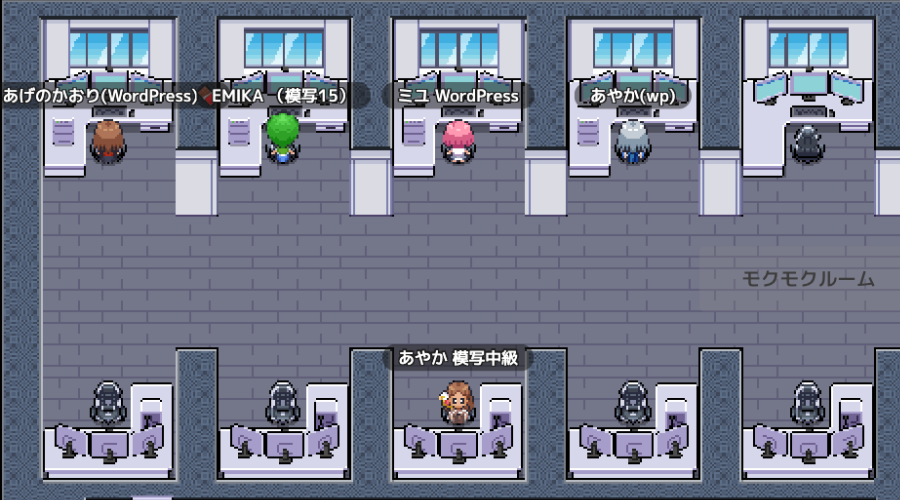 あげのかおり(WordPress)
EMIKA （模写15）
ミユ WordPress
あやか(wp)
モクモクルーム
あやか 模写中級